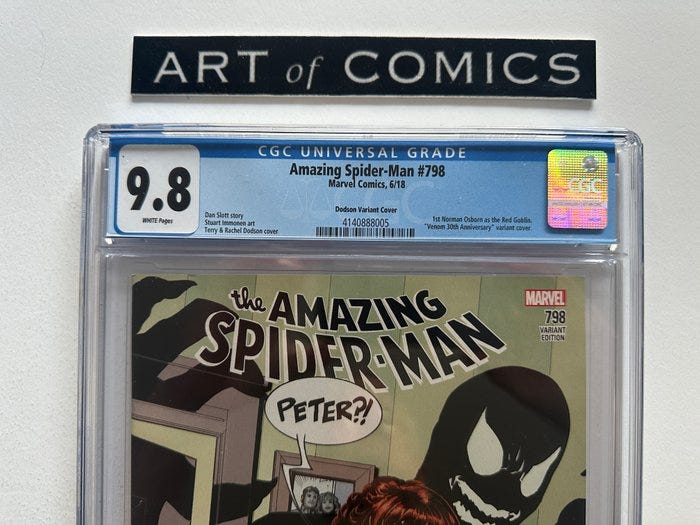 ART of COMICS
CGC UNIVERSAL GRADE
9.8
WHITE Pages
Amazing Spider-Man #798
Marvel Comics, 6/18
Dodson Variant Cover
4140888005
Dan Slott story
Stuart Immonen art
Terry & Rachel Dodson cover
1st Norman Osborn as the Red Goblin.
"Venom 30th Anniversary" variant cover.
CGC
the AMAZING
SPIDER-MAN
MARVEL
798
VARIANT
EDITION
PETER?!